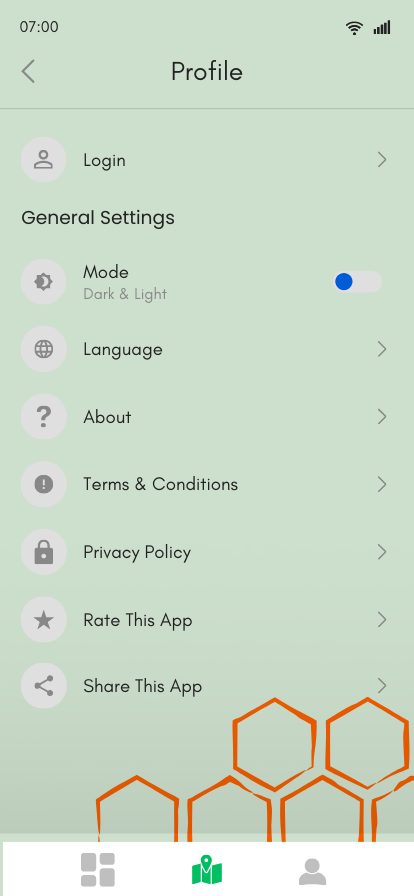 07:00
Profile
Login
General Settings
Mode
Dark & Light
Language
About
Terms & Conditions
Privacy Policy
Rate This App
Share This App